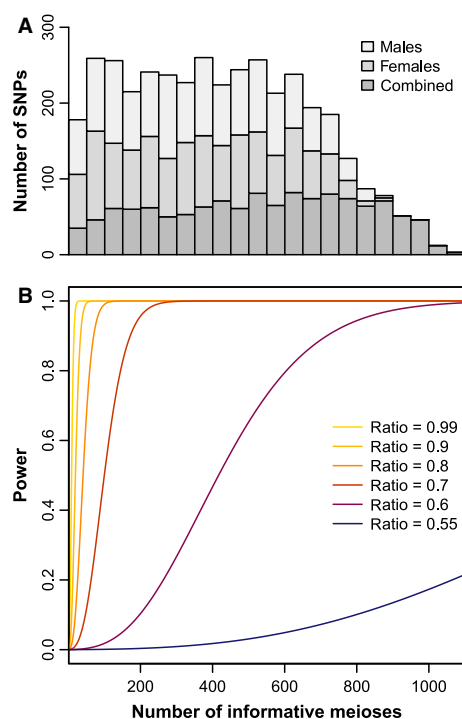 A
Number of SNPs
300
200
100
0
Males
Females
Combined
B
Power
1.0
0.8
0.6
0.4
0.2
0.0
Ratio = 0.99
Ratio = 0.9
Ratio = 0.8
Ratio = 0.7
Ratio = 0.6
Ratio = 0.55
200 400 600 800 1000
Number of informative meioses